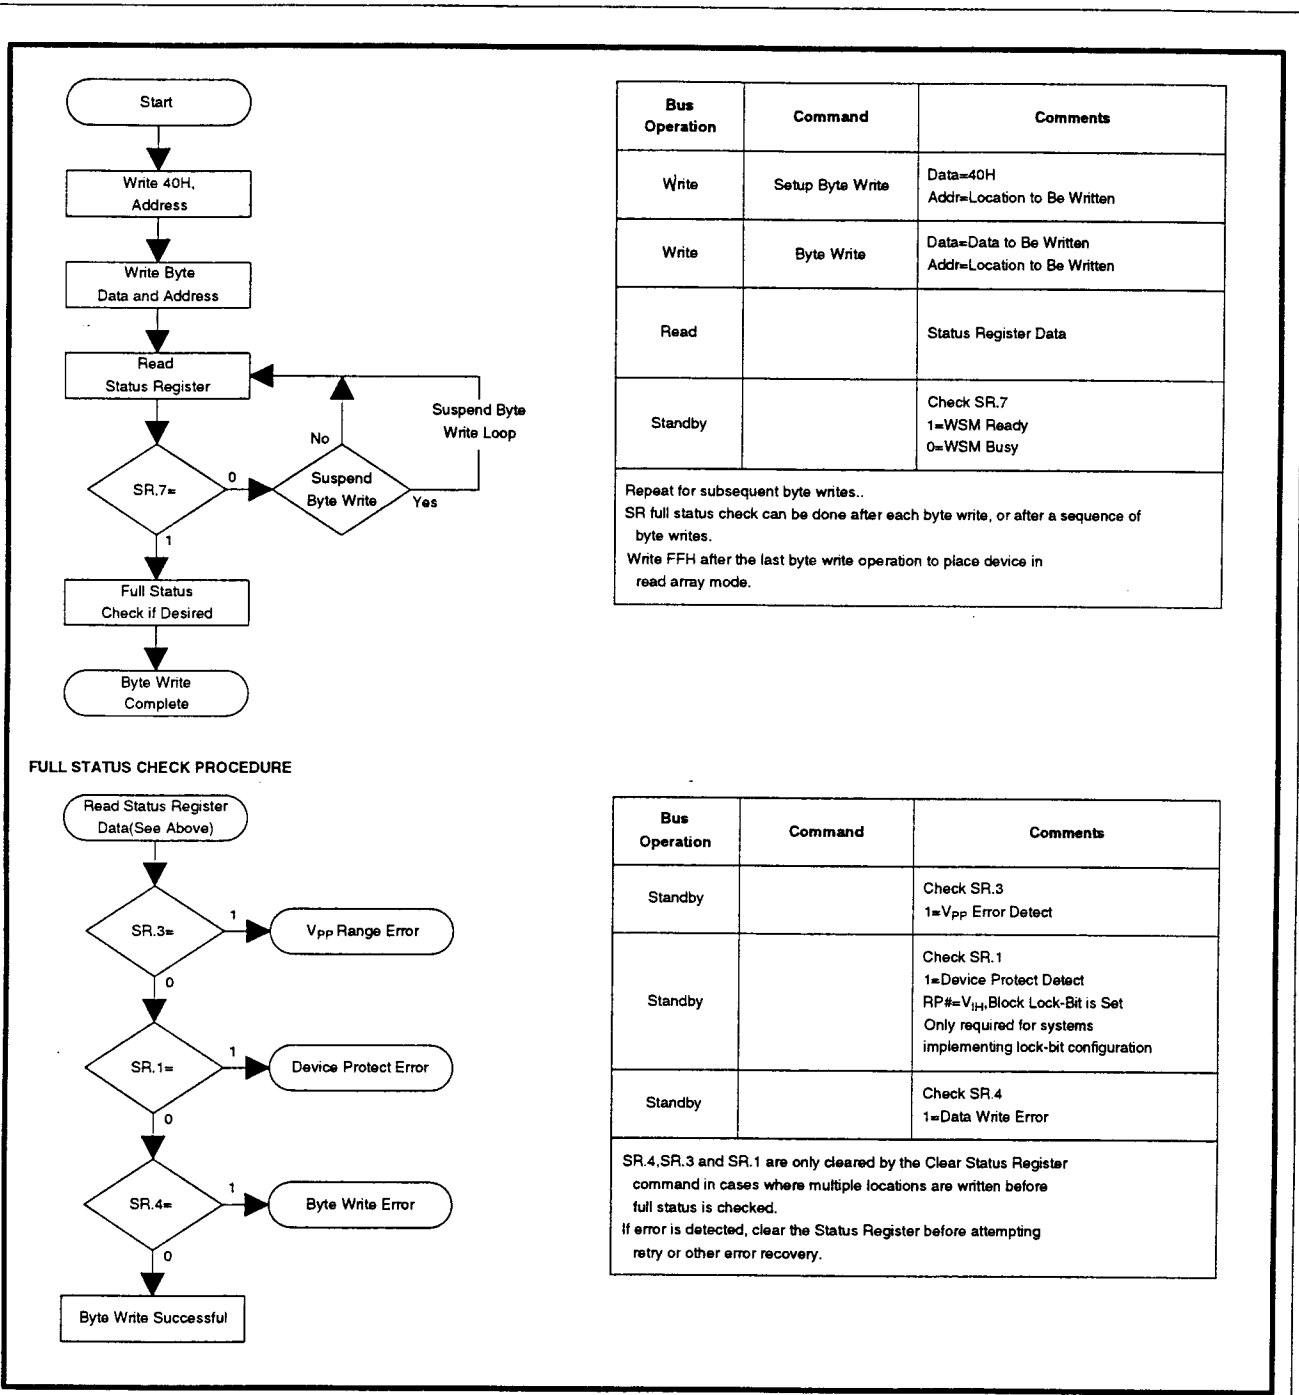 Start
Write 40H,
Address
Write Byte
Data and Address
Read
Status Register
Suspend Byte
Write Loop
No
SR.7=
0
Suspend
Byte Write
Yes
1
Full Status
Check if Desired
Byte Write
Complete
Bus
Operation
Command
Comments
Write
Setup Byte Write
Data=40H
Addr=Location to Be Written
Write
Byte Write
Data=Data to Be Written
Addr=Location to Be Written
Read
Status Register Data
Standby
Check SR.7
1=WSM Ready
0=WSM Busy
Repeat for subsequent byte writes..
SR full status check can be done after each byte write, or after a sequence of
byte writes.
Write FFH after the last byte write operation to place device in
read array mode.
FULL STATUS CHECK PROCEDURE
Read Status Register
Data(See Above)
SR.3=
1
VPP Range Error
0
SR.1=
1
Device Protect Error
0
SR.4=
1
Byte Write Error
0
Byte Write Successful
Bus
Operation
Command
Comments
Standby
Check SR.3
1=VPP Error Detect
Standby
Check SR.1
1=Device Protect Detect
RP#=VIH,Block Lock-Bit is Set
Only required for systems
implementing lock-bit configuration
Standby
Check SR.4
1=Data Write Error
SR.4,SR.3 and SR.1 are only cleared by the Clear Status Register
command in cases where multiple locations are written before
full status is checked.
If error is detected, clear the Status Register before attempting
retry or other error recovery.